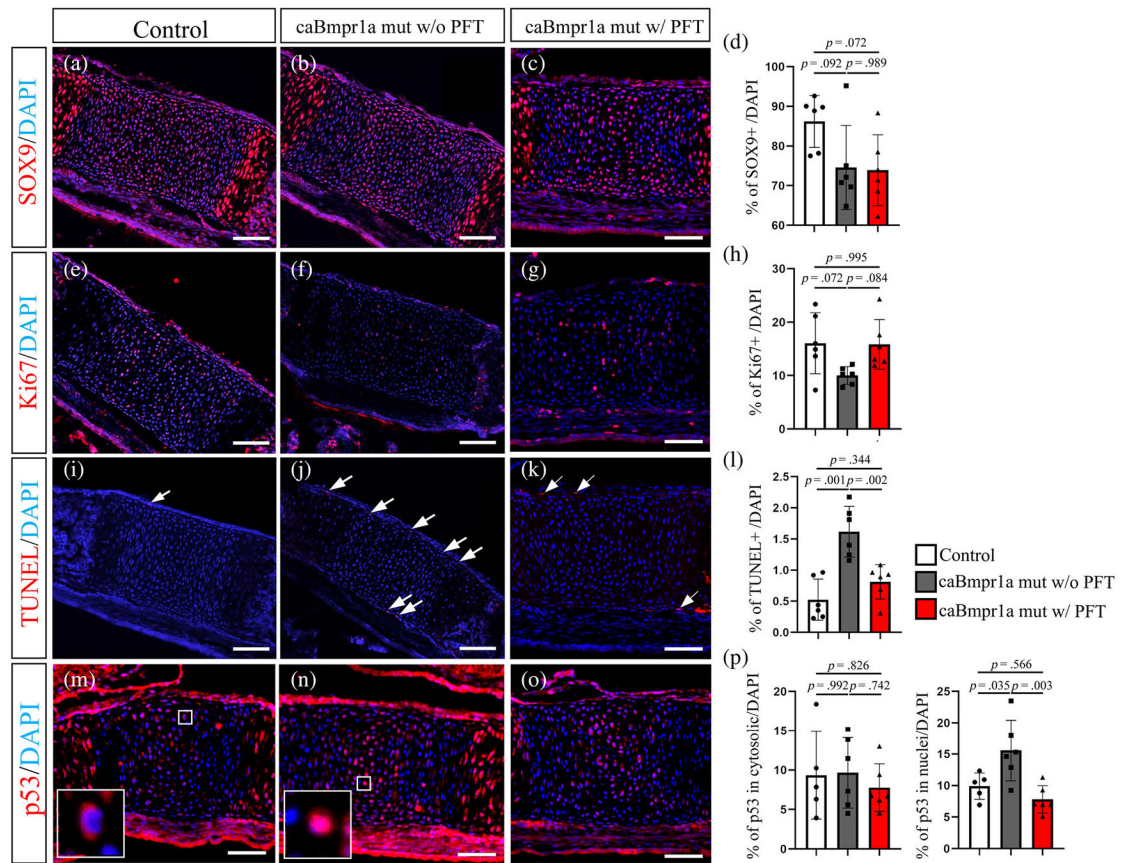 Control
caBmpr1a mut w/o PFT
caBmpr1a mut w/ PFT
SOX9/DAPI
(a)
(b)
(c)
(d)
p = .072
p = .092
p = .989
% of SOX9+ /DAPI
100
90
80
70
60
Ki67/DAPI
(e)
(f)
(g)
(h)
p = .995
p = .072
p = .084
% of Ki67+ /DAPI
30
20
10
0
TUNEL/DAPI
(i)
(j)
(k)
(l)
p = .344
p = .001
p = .002
% of TUNEL+ /DAPI
2.5
2.0
1.5
1.0
0.5
0.0
Control
caBmpr1a mut w/o PFT
caBmpr1a mut w/ PFT
p53/DAPI
(m)
(n)
(o)
(p)
p = .826
p = .992
p = .742
% of p53 in cytosolic/DAPI
20
15
10
5
0
p = .566
p = .035
p = .003
% of p53 in nuclei/DAPI
25
20
15
10
5
0